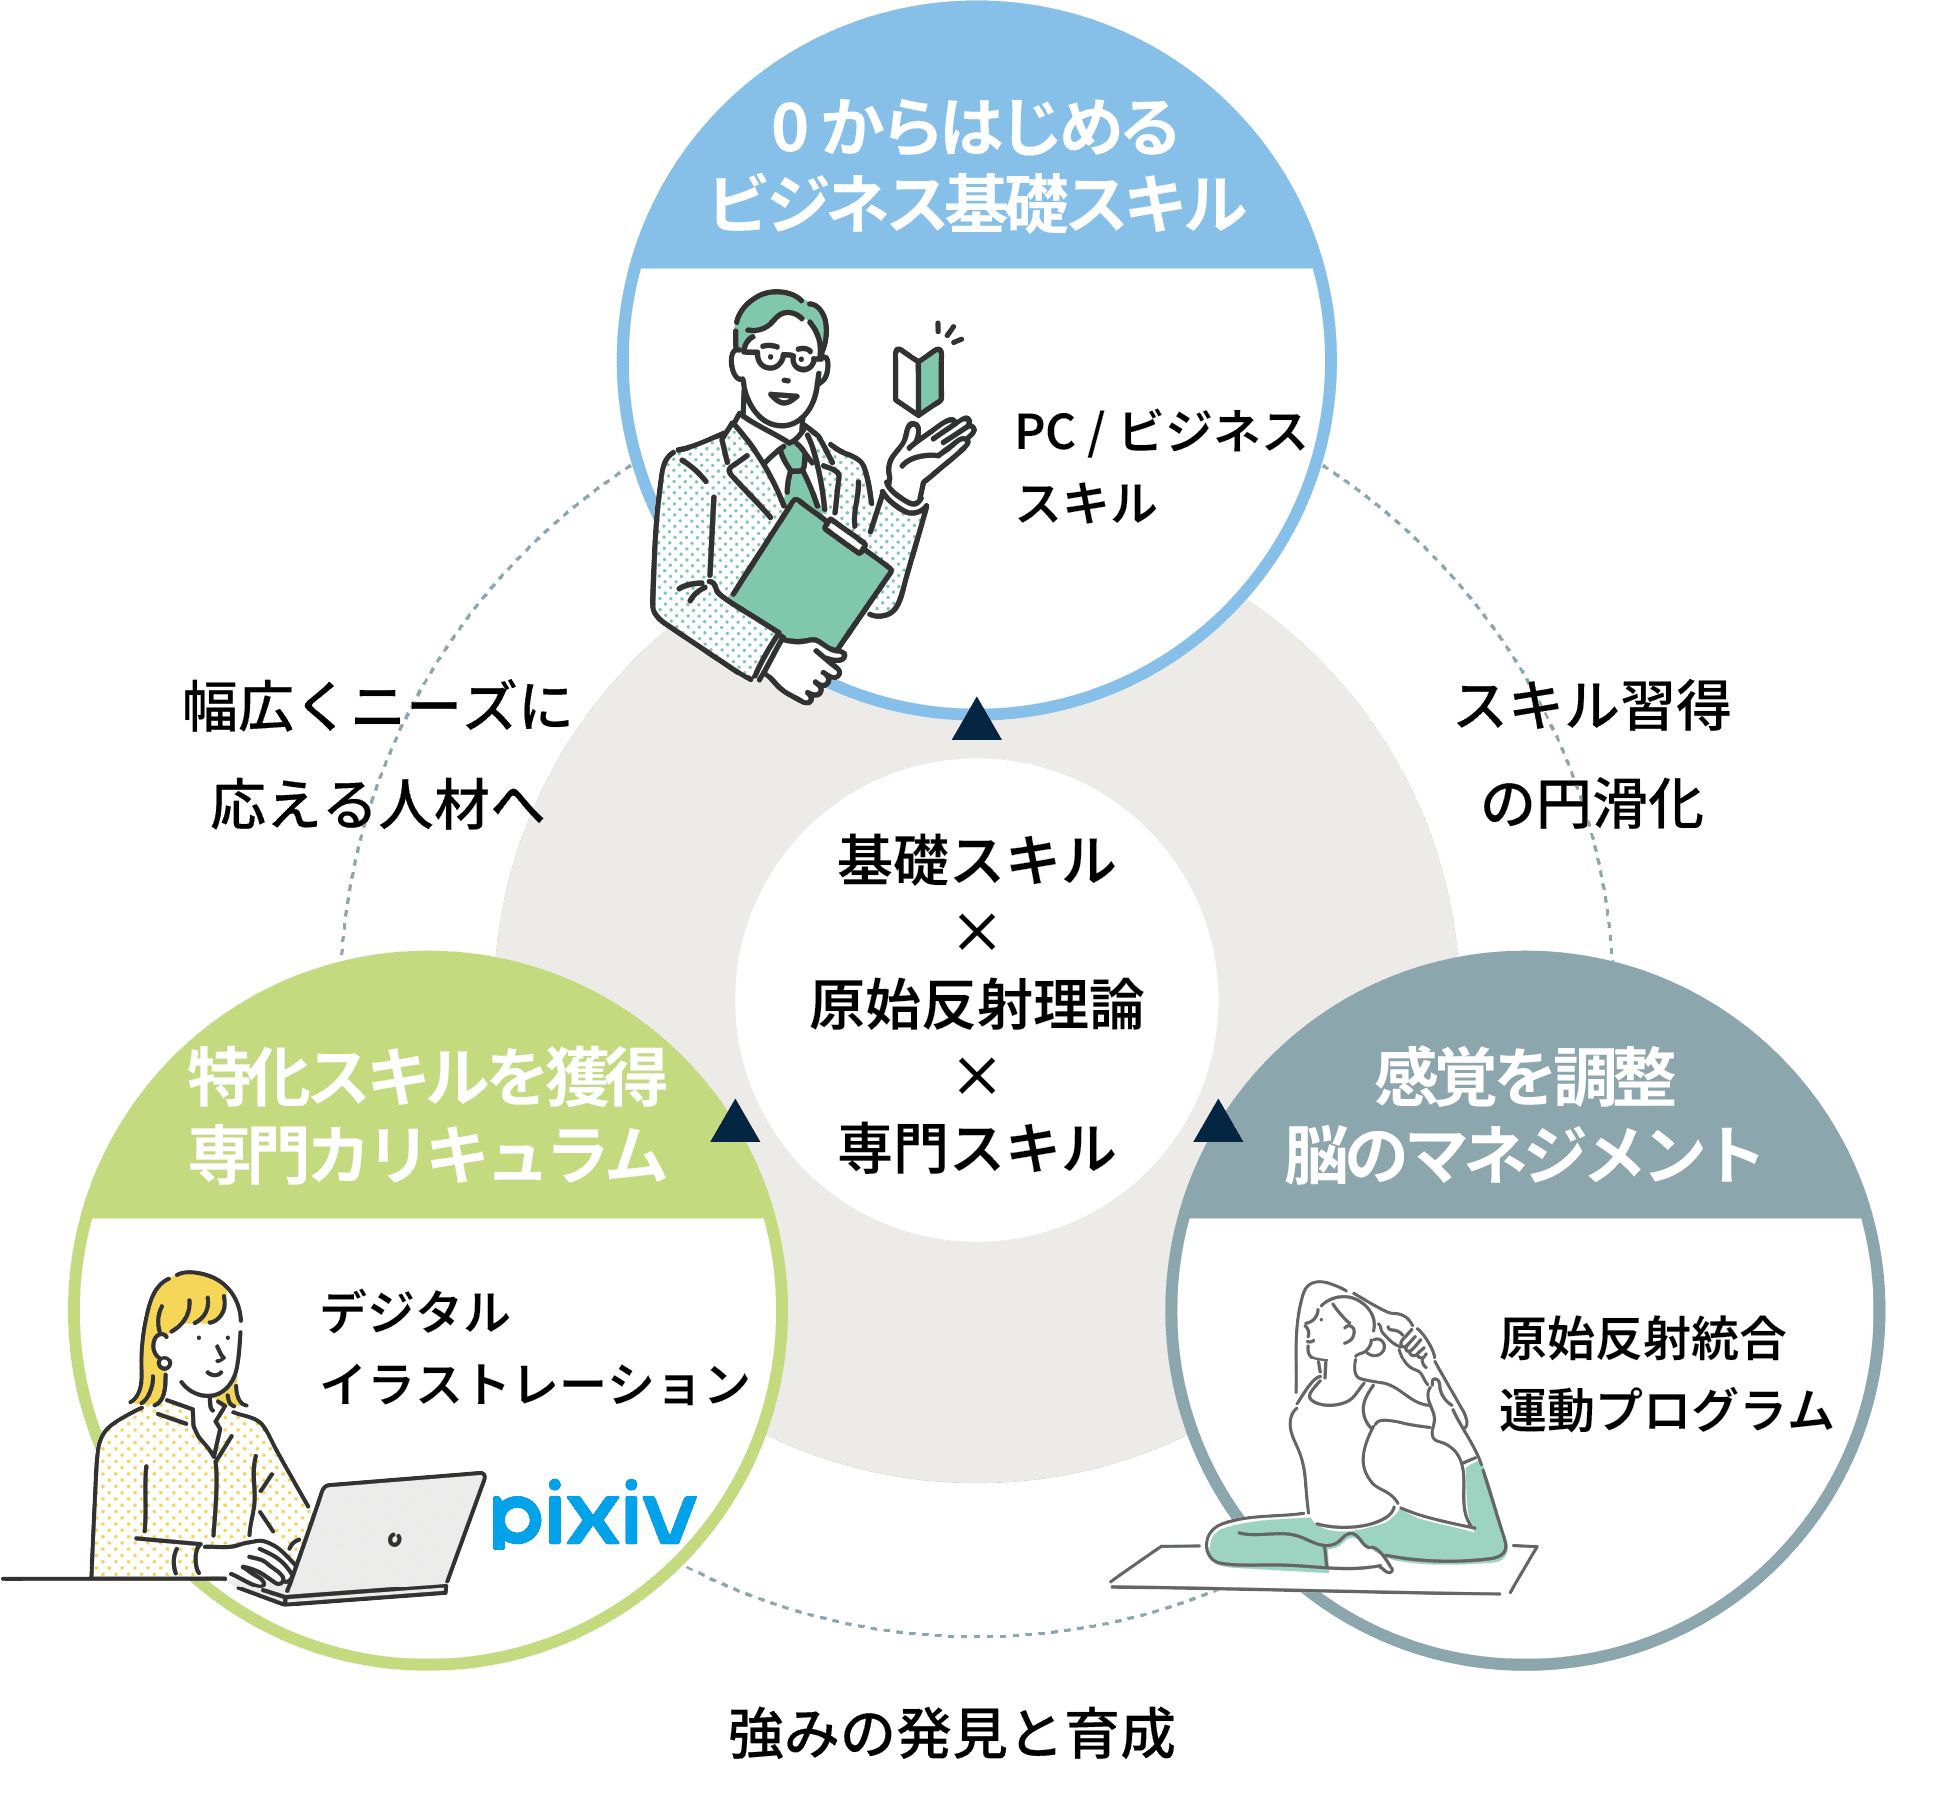 0からはじめる
ビジネス基礎スキル
PC / ビジネス
スキル
幅広くニーズに
応える人材へ
スキル習得
の円滑化
基礎スキル
×
原始反射理論
×
専門スキル
特化スキルを獲得
専門カリキュラム
デジタル
イラストレーション
pixiv
感覚を調整
脳のマネジメント
原始反射統合
運動プログラム
強みの発見と育成